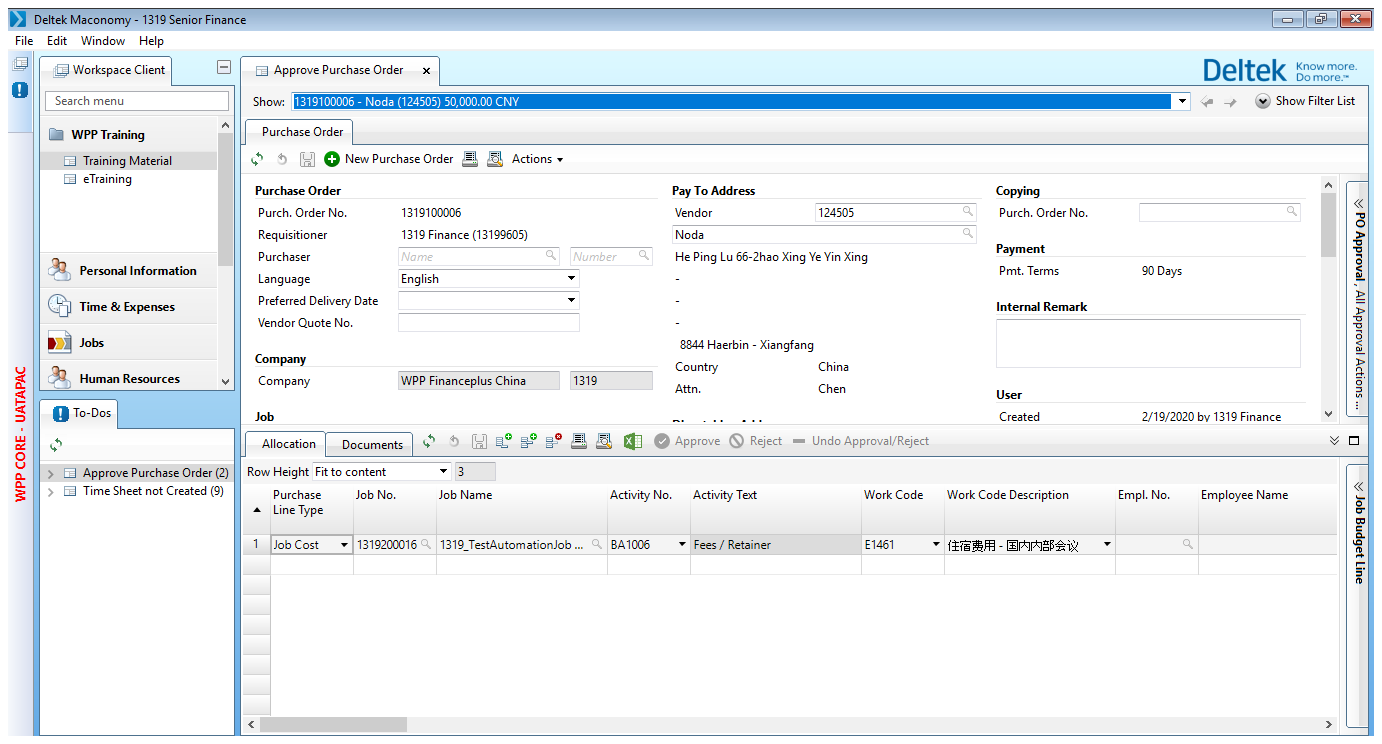 Deltek Maconomy - 1319 Senior Finance
File Edit Window Help
Workspace Client
Search menu
WPP Training
Training Material
eTraining
Personal Information
Time & Expenses
Jobs
Human Resources
WPP CORE - UATAPAC
To-Dos
Approve Purchase Order (2)
Time Sheet not Created (9)
Approve Purchase Order
Deltek Know more. Do more.™
Show: 1319100006 - Noda (124505) 50,000.00 CNY
Show Filter List
Purchase Order
New Purchase Order Actions
Purchase Order
Purch. Order No. 1319100006
Requisitioner 1319 Finance (13199605)
Purchaser Name Number
Language English
Preferred Delivery Date
Vendor Quote No.
Company
Company WPP Financeplus China 1319
Job
Pay To Address
Vendor 124505
Noda
He Ping Lu 66-2hao Xing Ye Yin Xing
-
-
-
8844 Haerbin - Xiangfang
Country China
Attn. Chen
Copying
Purch. Order No.
Payment
Pmt. Terms 90 Days
Internal Remark
User
Created 2/19/2020 by 1319 Finance
PO Approval , All Approval Actions ...
Allocation Documents Approve Reject Undo Approval/Reject
Row Height Fit to content 3
Purchase Line Type Job No. Job Name Activity No. Activity Text Work Code Work Code Description Empl. No. Employee Name
1 Job Cost 1319200016 1319_TestAutomationJob ... BA1006 Fees / Retainer E1461 住宿费用 - 国内内部会议
Job Budget Line